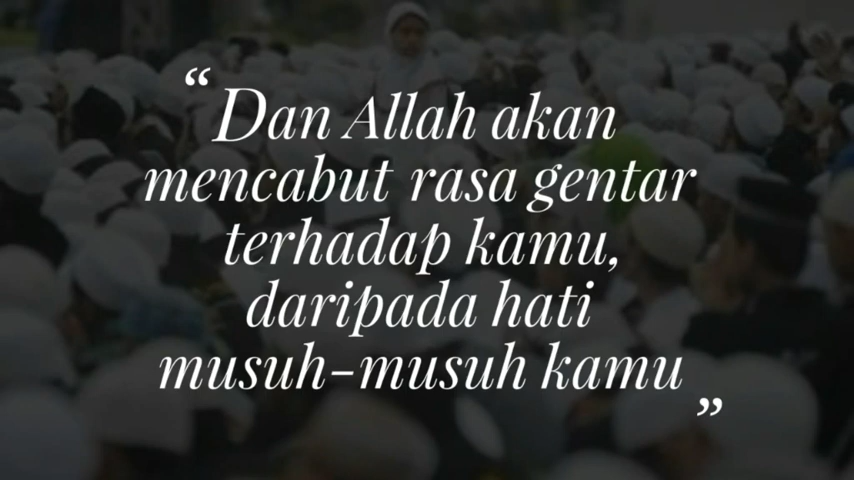 “Dan Allah akan
mencabut rasa gentar
terhadap kamu,
daripada hati
musuh-musuh kamu”